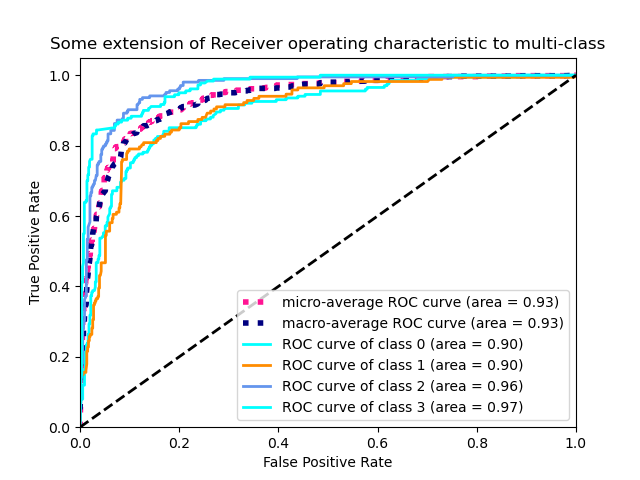 Some extension of Receiver operating characteristic to multi-class
1.0
0.8
0.6
0.4
0.2
0.0
True Positive Rate
micro-average ROC curve (area = 0.93)
macro-average ROC curve (area = 0.93)
ROC curve of class 0 (area = 0.90)
ROC curve of class 1 (area = 0.90)
ROC curve of class 2 (area = 0.96)
ROC curve of class 3 (area = 0.97)
0.0 0.2 0.4 0.6 0.8 1.0
False Positive Rate